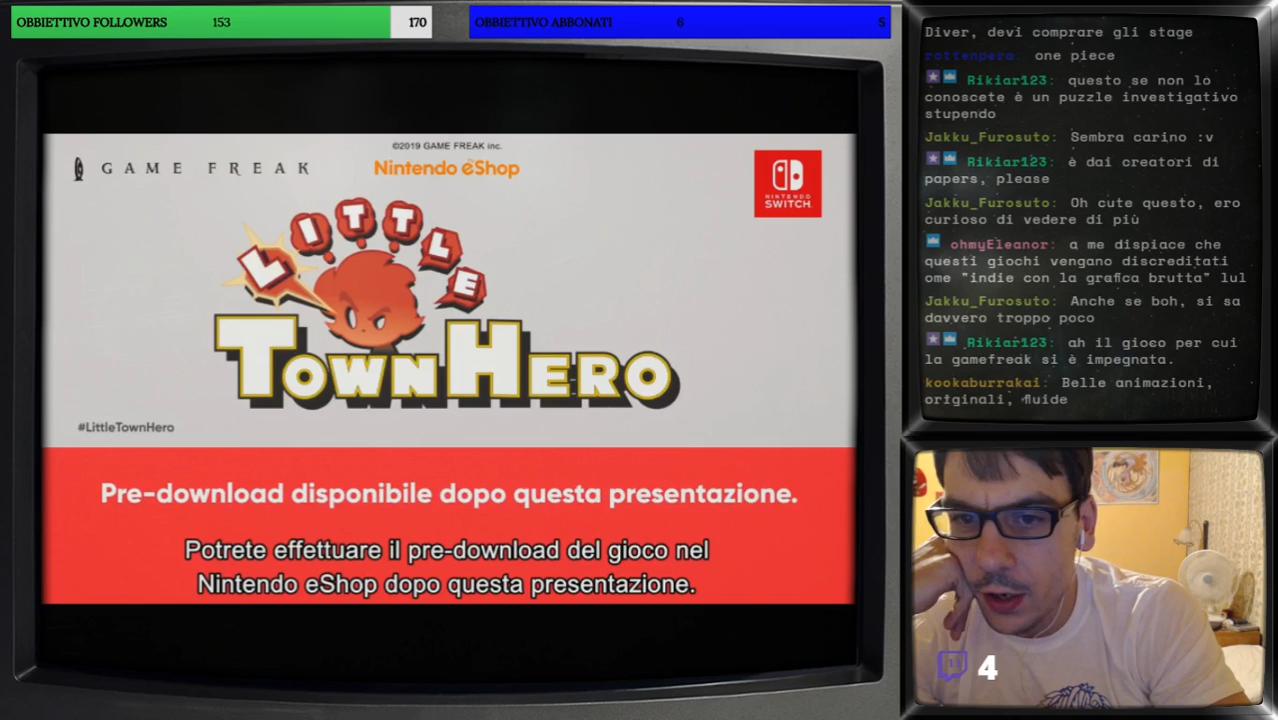 OBBIETTIVO FOLLOWERS 153 170
OBBIETTIVO ABBONATI 6
GAME FREAK
©2019 GAME FREAK inc.
Nintendo eShop
NINTENDO
SWITCH
LITTLE
TOWN HERO
#LittleTownHero
Pre-download disponibile dopo questa presentazione.
Potrete effettuare il pre-download del gioco nel
Nintendo eShop dopo questa presentazione.
Diver, devi comprare gli stage
rottenpera: one piece
Rikiar123: questo se non lo
conoscete è un puzzle investigativo
stupendo
Jakku_Furosuto: Sembra carino :v
Rikiar123: è dai creatori di
papers, please
Jakku_Furosuto: Oh cute questo, ero
curioso di vedere di più
ohmyEleanor: a me dispiace che
questi giochi vengano discreditati
ome "indie con la grafica brutta" lul
Jakku_Furosuto: Anche se boh, si sa
davvero troppo poco
Rikiar123: ah il gioco per cui
la gamefreak si è impegnata.
kookaburrakai: Belle animazioni,
originali, fluide
4